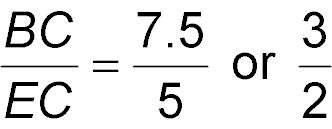 BC/EC = 7.5/5 or 3/2